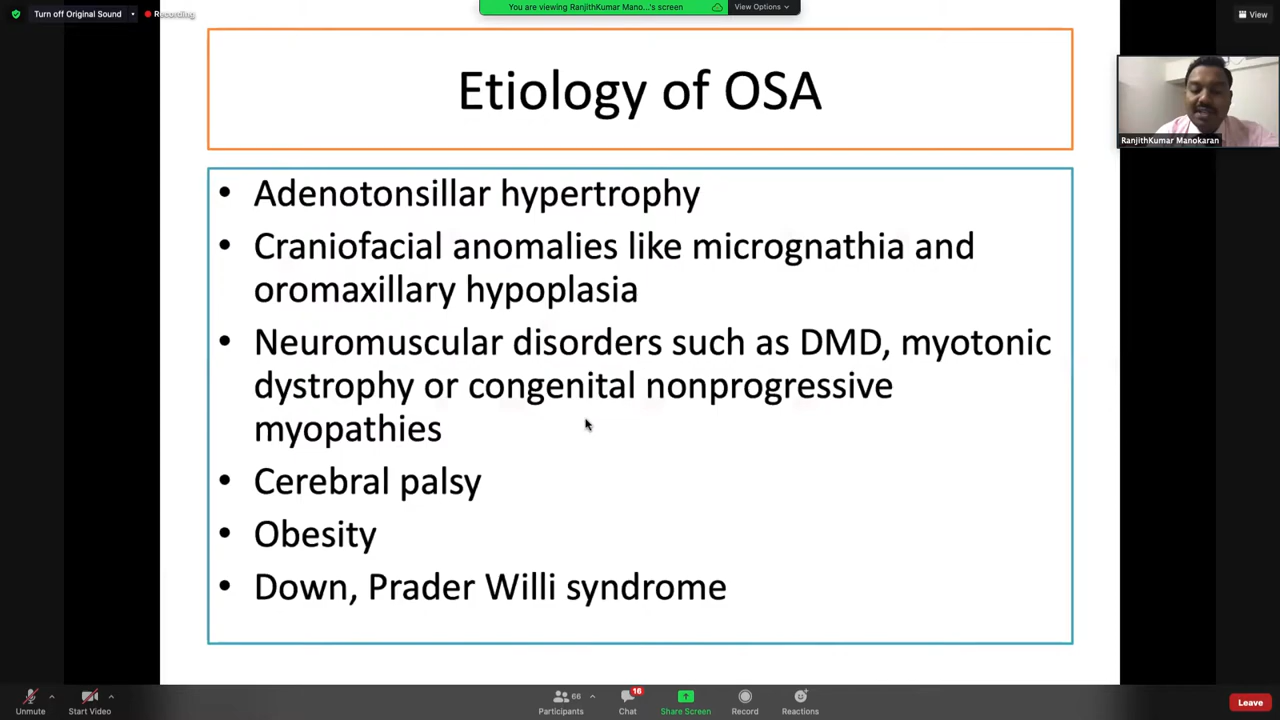 Turn off Original Sound
Recording
You are viewing RanjithKumar Mano...'s screen
View Options
View
Etiology of OSA
RanjithKumar Manokaran
• Adenotonsillar hypertrophy
• Craniofacial anomalies like micrognathia and
oromaxillary hypoplasia
• Neuromuscular disorders such as DMD, myotonic
dystrophy or congenital nonprogressive
myopathies
• Cerebral palsy
• Obesity
• Down, Prader Willi syndrome
Unmute
Start Video
66
Participants
16
Chat
Share Screen
Record
Reactions
Leave